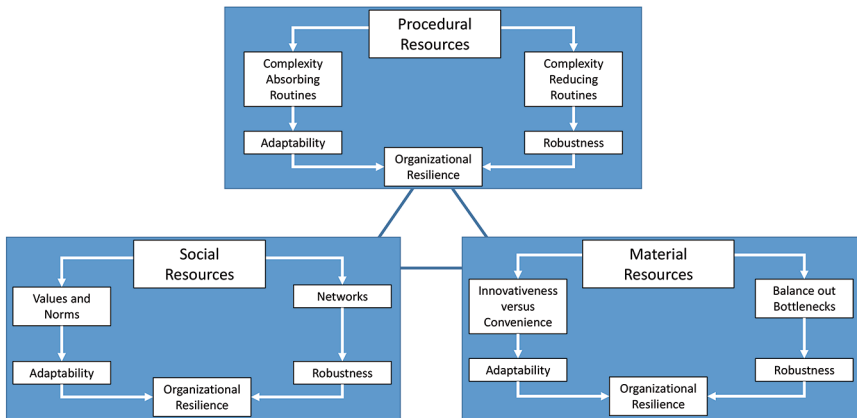 Procedural
Resources
Complexity
Absorbing
Routines
Complexity
Reducing
Routines
Adaptability
Robustness
Organizational
Resilience
Social
Resources
Values and
Norms
Networks
Adaptability
Robustness
Organizational
Resilience
Material
Resources
Innovativeness
versus
Convenience
Balance out
Bottlenecks
Adaptability
Robustness
Organizational
Resilience